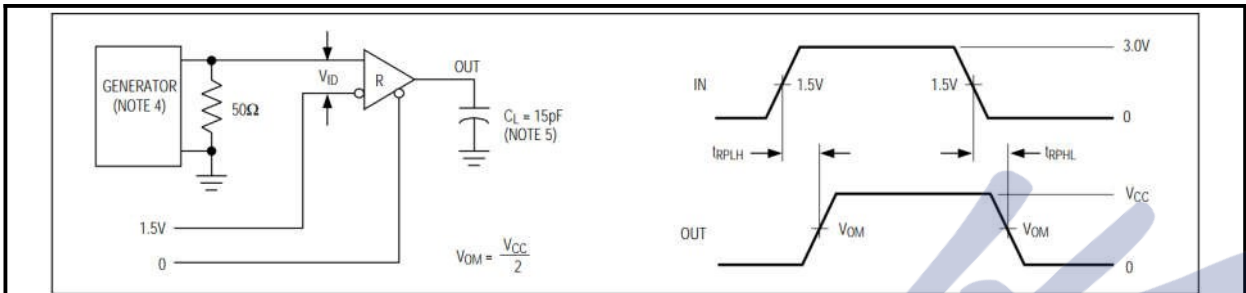 GENERATOR
(NOTE 4)
50Ω
VID
R
OUT
CL = 15pF
(NOTE 5)
1.5V
0
VOM = VCC
2
3.0V
IN
1.5V
1.5V
0
tRPLH
tRPHL
VCC
OUT
VOM
VOM
0